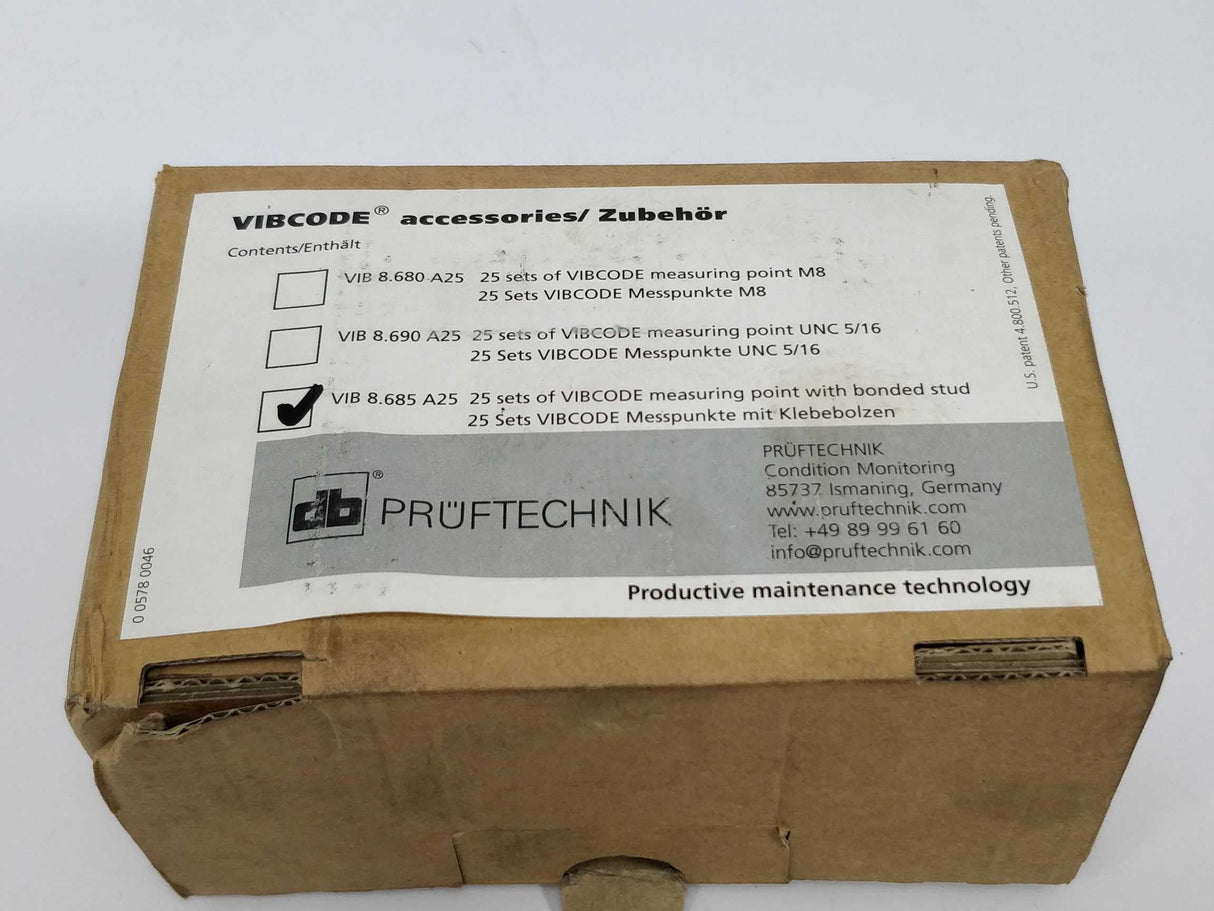 VIBCODE® accessories/ Zubehör
Contents/Enthält
VIB 8.680 A25 25 sets of VIBCODE measuring point M8
25 Sets VIBCODE Messpunkte M8
VIB 8.690 A25 25 sets of VIBCODE measuring point UNC 5/16
25 Sets VIBCODE Messpunkte UNC 5/16
VIB 8.685 A25 25 sets of VIBCODE measuring point with bonded stud
25 Sets VIBCODE Messpunkte mit Klebebolzen
db® PRÜFTECHNIK
PRÜFTECHNIK
Condition Monitoring
85737 Ismaning, Germany
www.pruftechnik.com
Tel: +49 89 99 61 60
info@pruftechnik.com
Productive maintenance technology
0 0578 0046
U.S. patent 4.800.512, Other patents pending.